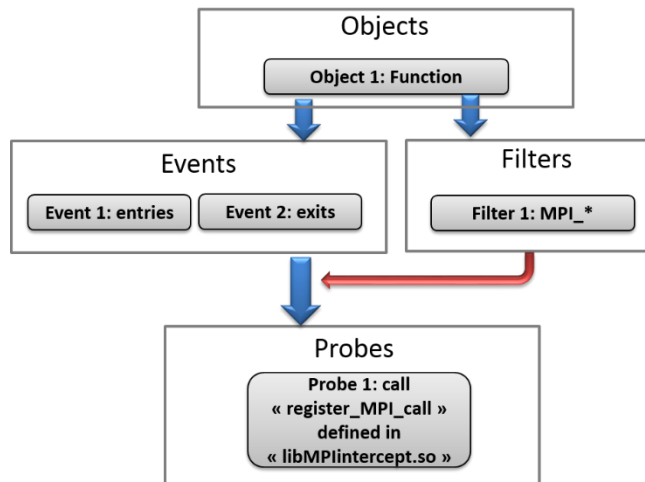 Objects
Object 1: Function
Events
Event 1: entries
Event 2: exits
Filters
Filter 1: MPI_*
Probes
Probe 1: call
« register_MPI_call »
defined in
« libMPIintercept.so »